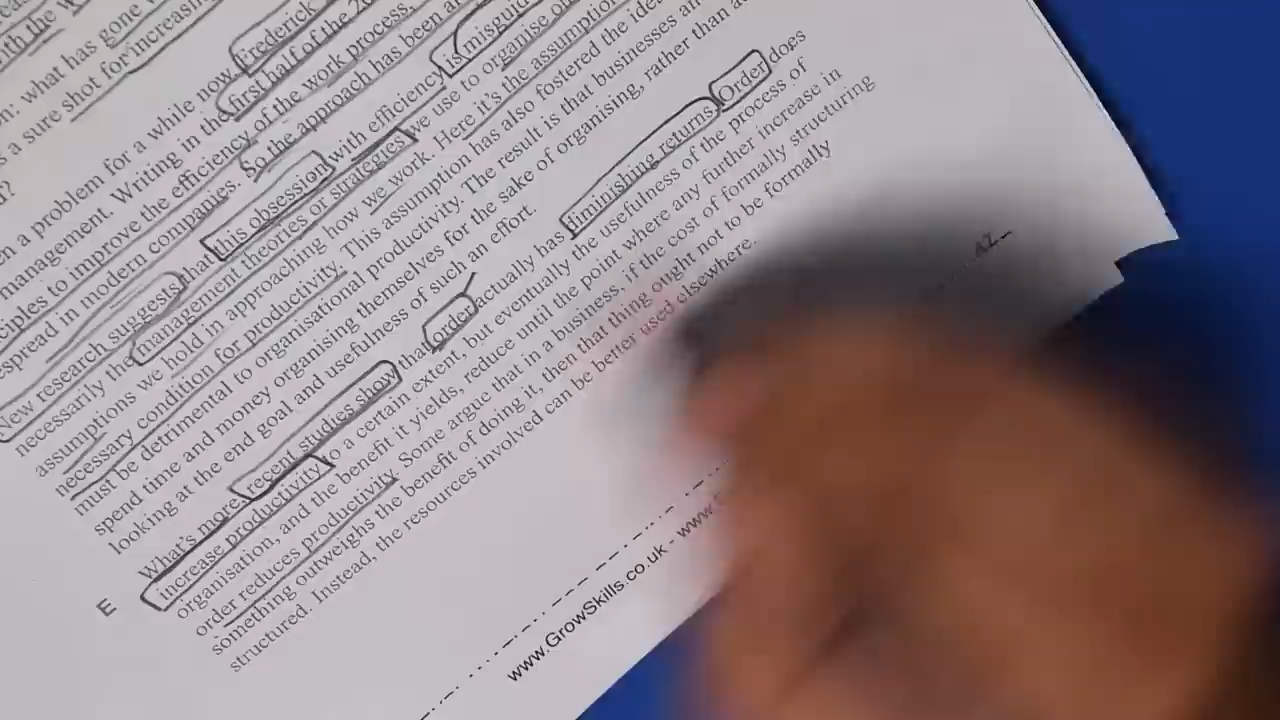 with the
what has gone
a sure shot for increasing
a problem for a while now, Frederick
management. Writing in the first half of the 20
to improve the efficiency of the work process,
in modern companies. So the approach has been
New research suggests that this obsession with efficiency is misguid
necessarily the management theories or strategies we use to organise
assumptions we hold in approaching how we work. Here it's the assumption
necessary condition for productivity. This assumption has also fostered the idea
must be detrimental to organisational productivity. The result is that businesses
spend time and money organising themselves for the sake of organising, rather than
looking at the end goal and usefulness of such an effort.
E What's more, recent studies show that order actually has diminishing returns. Order does
increase productivity to a certain extent, but eventually the usefulness of the process of
organisation, and the benefit it yields, reduce until the point where any further increase in
order reduces productivity. Some argue that in a business, if the cost of formally structuring
something outweighs the benefit of doing it, then that thing ought not to be formally
structured. Instead, the resources involved can be better used elsewhere.
www.GrowSkills.co.uk - www.